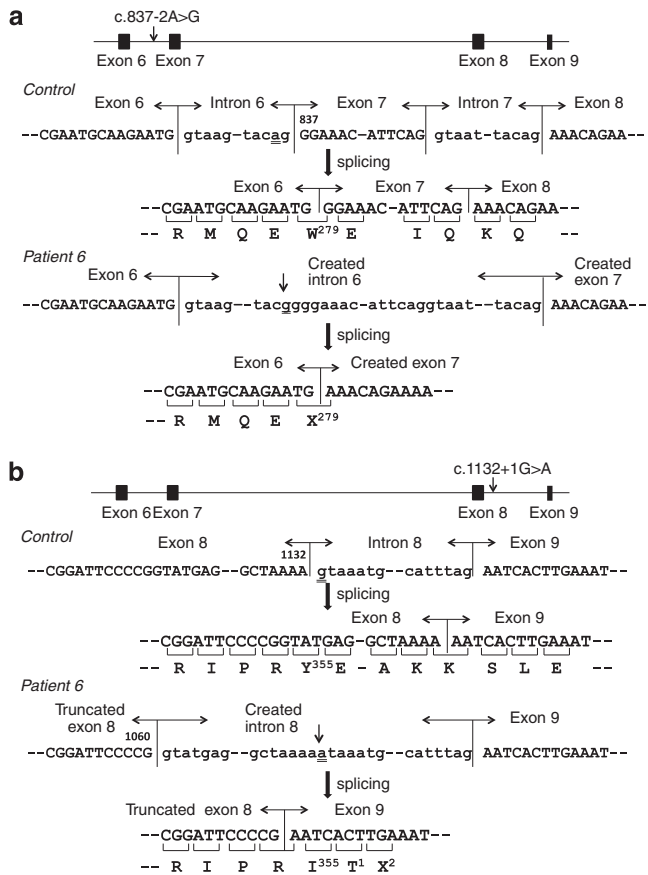 a
c.837-2A>G
Exon 6 Exon 7 Exon 8 Exon 9
Control
Exon 6 Intron 6 Exon 7 Intron 7 Exon 8
837
--CGAATGCAAGAATG gtaag-tacag GGAAAC-ATTCAG gtaat-tacag AAACAGAA--
splicing
Exon 6 Exon 7 Exon 8
--CGAATGCAAGAATG GGAAAC-ATTCAG AAACAGAA--
-- R M Q E W279 E I Q K Q --
Patient 6
Exon 6 Created intron 6 Created exon 7
--CGAATGCAAGAATG gtaag-tacggggaaac-attcaggtaat--tacag AAACAGAA--
splicing
Exon 6 Created exon 7
--CGAATGCAAGAATG AAACAGAAAA--
-- R M Q E X279 --
b
c.1132+1G>A
Exon 6 Exon 7 Exon 8 Exon 9
Control
Exon 8 Intron 8 Exon 9
1132
--CGGATTCCCCGGTATGAG--GCTAAAA gtaaatg-catttag AATCACTTGAAAT--
splicing
Exon 8 Exon 9
--CGGATTCCCCGGTATGAG-GCTAAAA AATCACTTGAAAT--
-- R I P R Y355E - A K K S L E --
Patient 6
Truncated exon 8 Created intron 8 Exon 9
1060
--CGGATTCCCCG gtatgag--gctaaaaataaatg-catttag AATCACTTGAAAT--
splicing
Truncated exon 8 Exon 9
--CGGATTCCCCG AATCACTTGAAAT--
-- R I P R I355 T1 X2 --